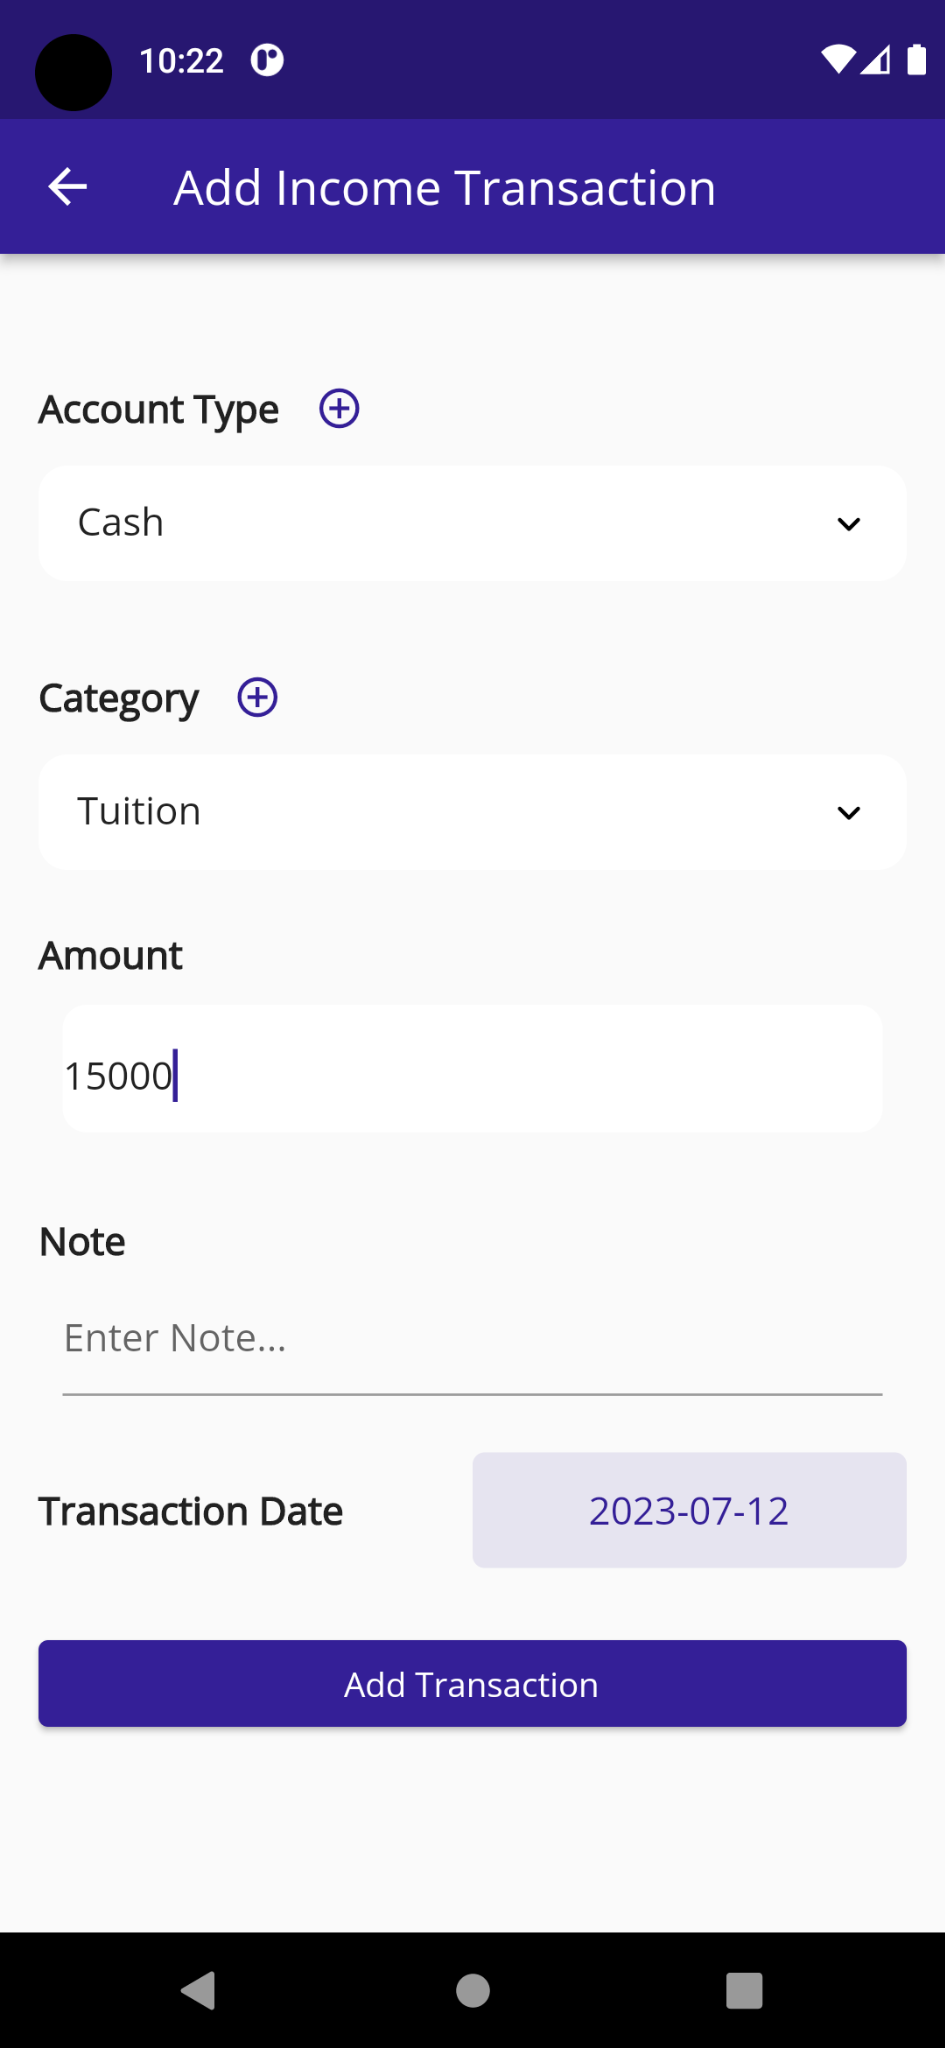 10:22
Add Income Transaction
Account Type
Cash
Category
Tuition
Amount
15000
Note
Enter Note...
Transaction Date
2023-07-12
Add Transaction